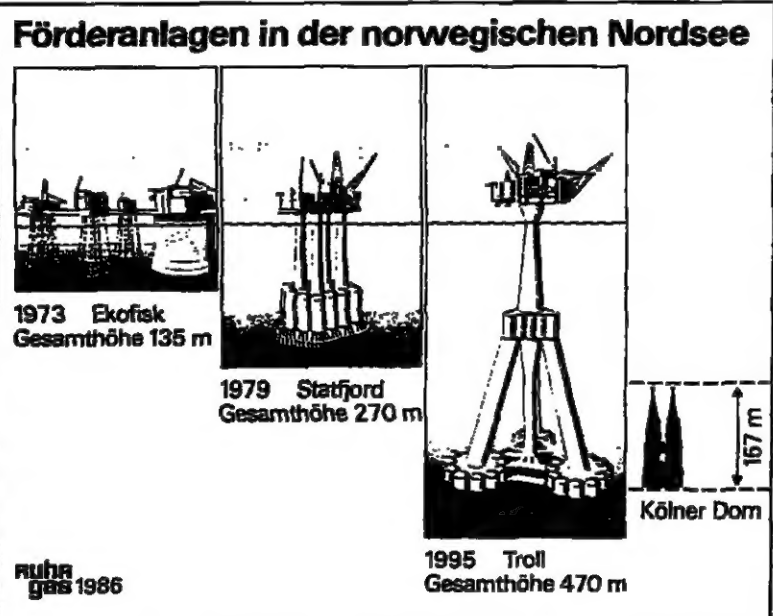 Förderanlagen in der norwegischen Nordsee
1973 Ekofisk
Gesamthöhe 135 m
1979 Statfjord
Gesamthöhe 270 m
167 m
Kölner Dom
1995 Troll
Gesamthöhe 470 m
ruhr
gas 1986